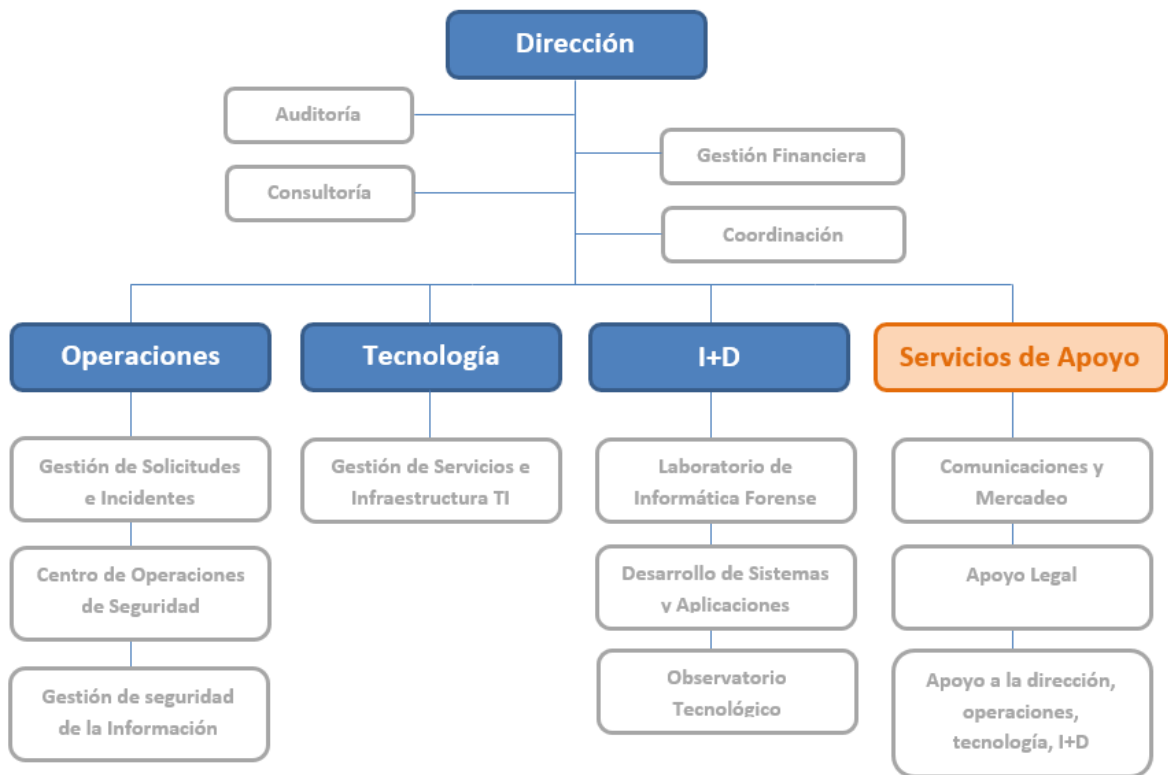 Dirección
Auditoría
Gestión Financiera
Consultoría
Coordinación
Operaciones
Tecnología
I+D
Servicios de Apoyo
Gestión de Solicitudes
e Incidentes
Gestión de Servicios e
Infraestructura TI
Laboratorio de
Informática Forense
Comunicaciones y
Mercadeo
Centro de Operaciones
de Seguridad
Desarrollo de Sistemas
y Aplicaciones
Apoyo Legal
Gestión de seguridad
de la Información
Observatorio
Tecnológico
Apoyo a la dirección,
operaciones,
tecnología, I+D